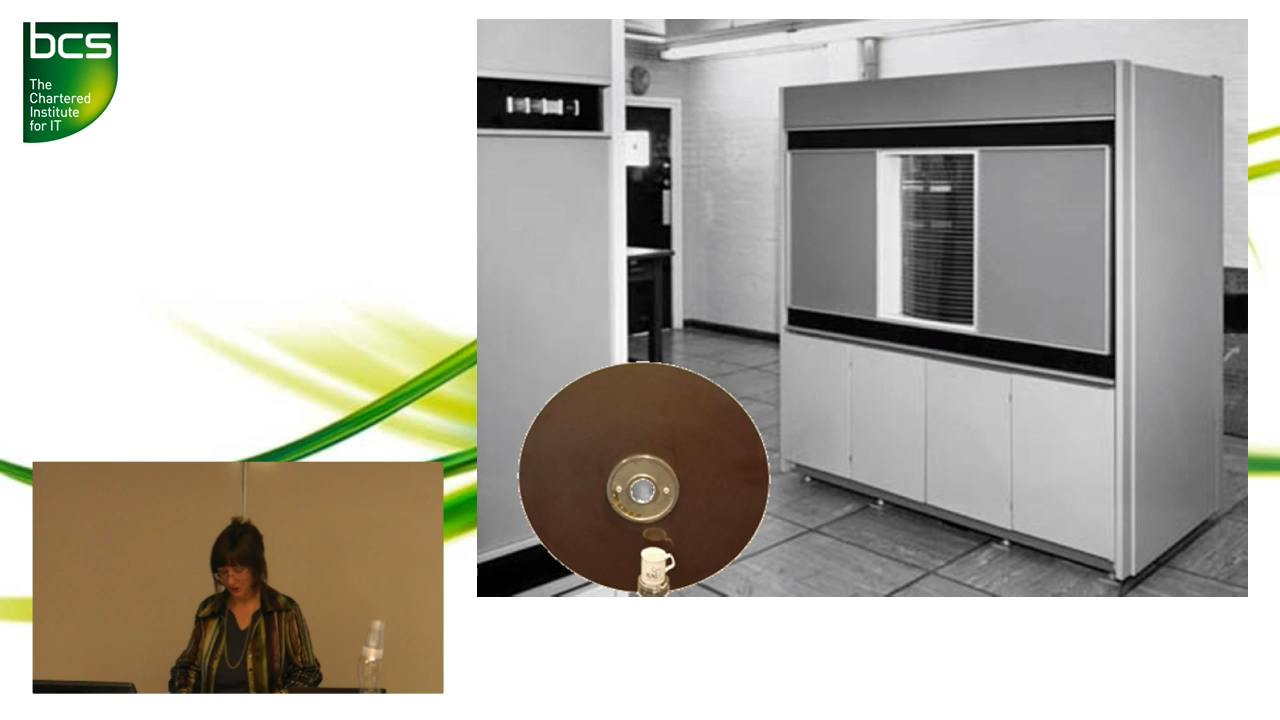 bcs
The
Chartered
Institute
for IT